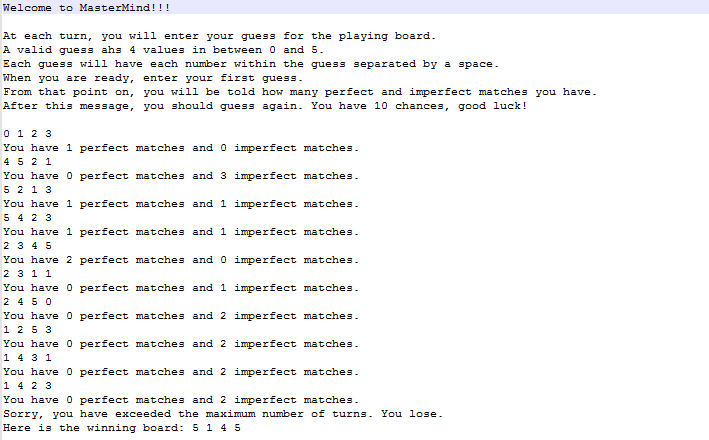 Welcome to MasterMind!!!
At each turn, you will enter your guess for the playing board.
A valid guess ahs 4 values in between 0 and 5.
Each guess will have each number within the guess separated by a space.
When you are ready, enter your first guess.
From that point on, you will be told how many perfect and imperfect matches you have.
After this message, you should guess again. You have 10 chances, good luck!
0 1 2 3
You have 1 perfect matches and 0 imperfect matches.
4 5 2 1
You have 0 perfect matches and 3 imperfect matches.
5 2 1 3
You have 1 perfect matches and 1 imperfect matches.
5 4 2 3
You have 1 perfect matches and 1 imperfect matches.
2 3 4 5
You have 2 perfect matches and 0 imperfect matches.
2 3 1 1
You have 0 perfect matches and 1 imperfect matches.
2 4 5 0
You have 0 perfect matches and 2 imperfect matches.
1 2 5 3
You have 0 perfect matches and 2 imperfect matches.
1 4 3 1
You have 0 perfect matches and 2 imperfect matches.
1 4 2 3
You have 0 perfect matches and 2 imperfect matches.
Sorry, you have exceeded the maximum number of turns. You lose.
Here is the winning board: 5 1 4 5